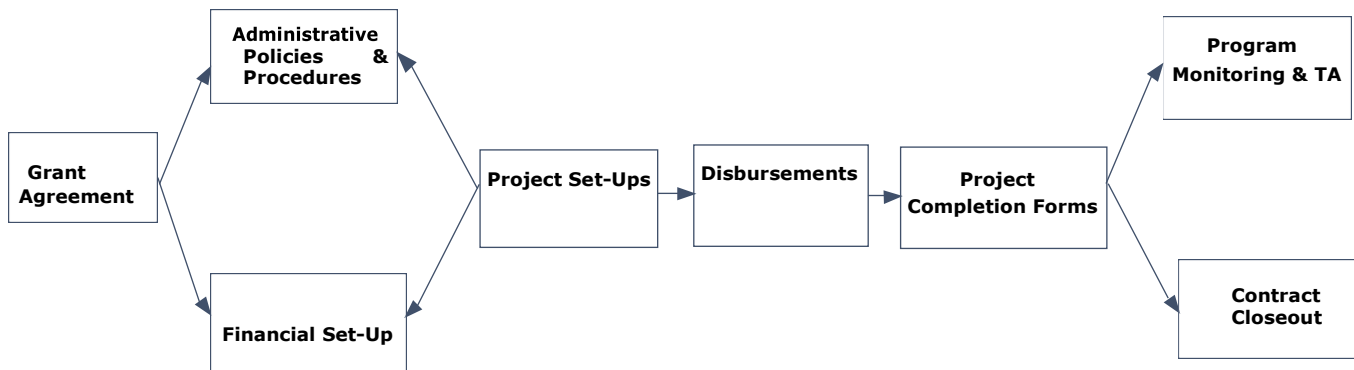 Administrative
Policies &
Procedures
Program
Monitoring & TA
Grant
Agreement
Project Set-Ups
Disbursements
Project
Completion Forms
Financial Set-Up
Contract
Closeout